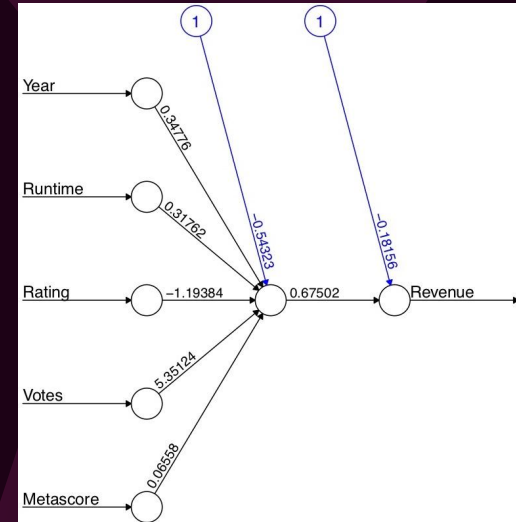 1
1
Year
0.34776
Runtime
0.31762
−0.54323
−0.18156
Rating
−1.19384
0.67502
Revenue
Votes
5.35124
Metascore
0.06558